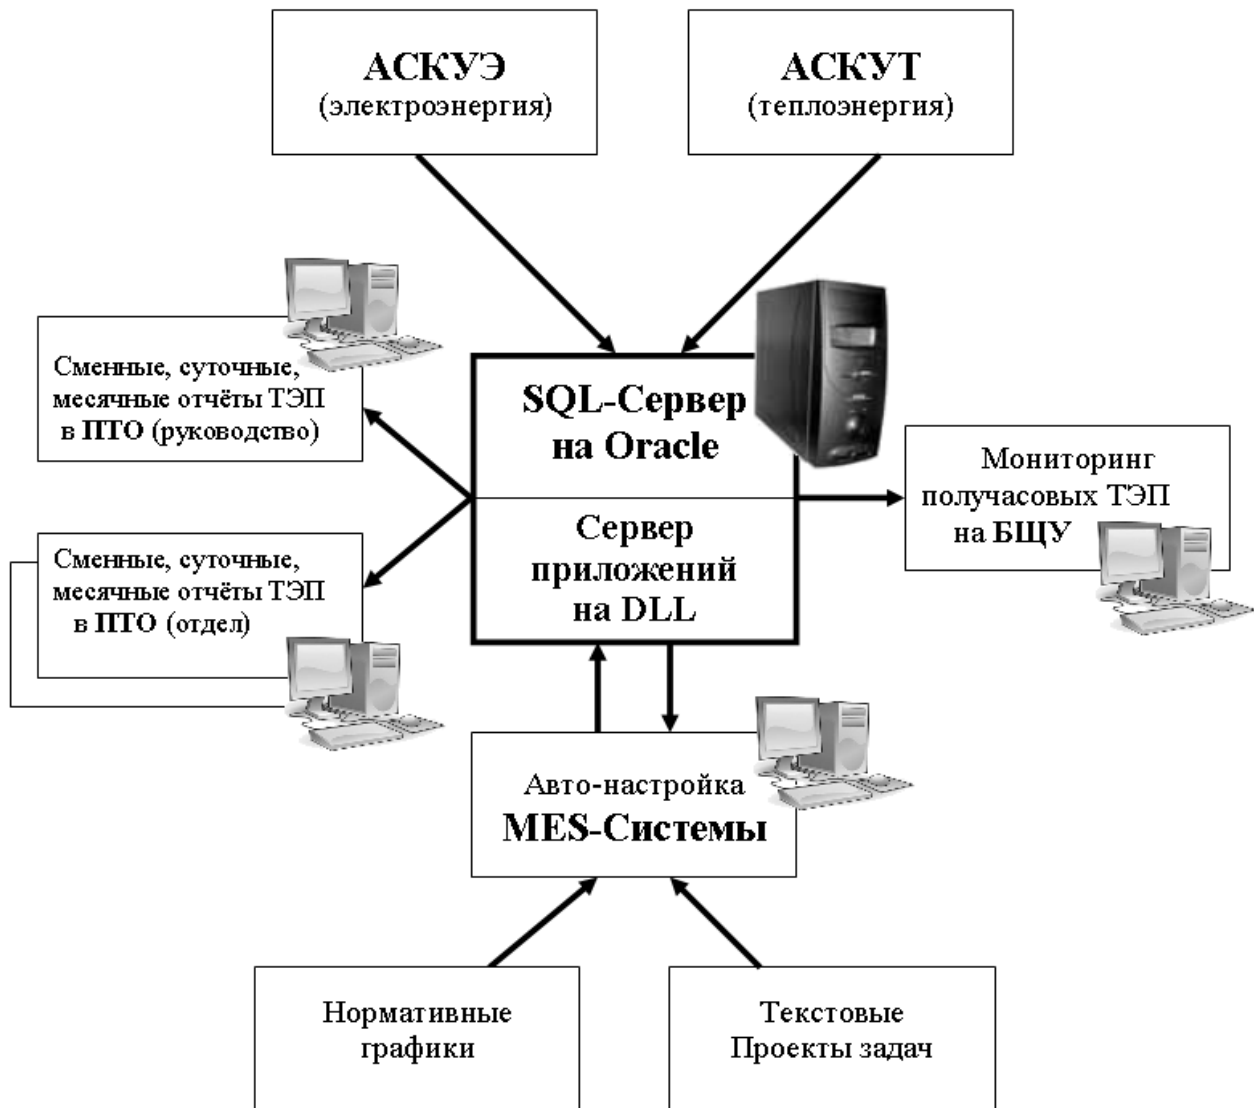 АСКУЭ
(электроэнергия)
АСКУТ
(теплоэнергия)
Сменные, суточные,
месячные отчёты ТЭП
в ПТО (руководство)
SQL-Сервер
на Oracle
Мониторинг
получасовых ТЭП
на БЩУ
Сменные, суточные,
месячные отчёты ТЭП
в ПТО (отдел)
Сервер
приложений
на DLL
Авто-настройка
MES-Системы
Нормативные
графики
Текстовые
Проекты задач